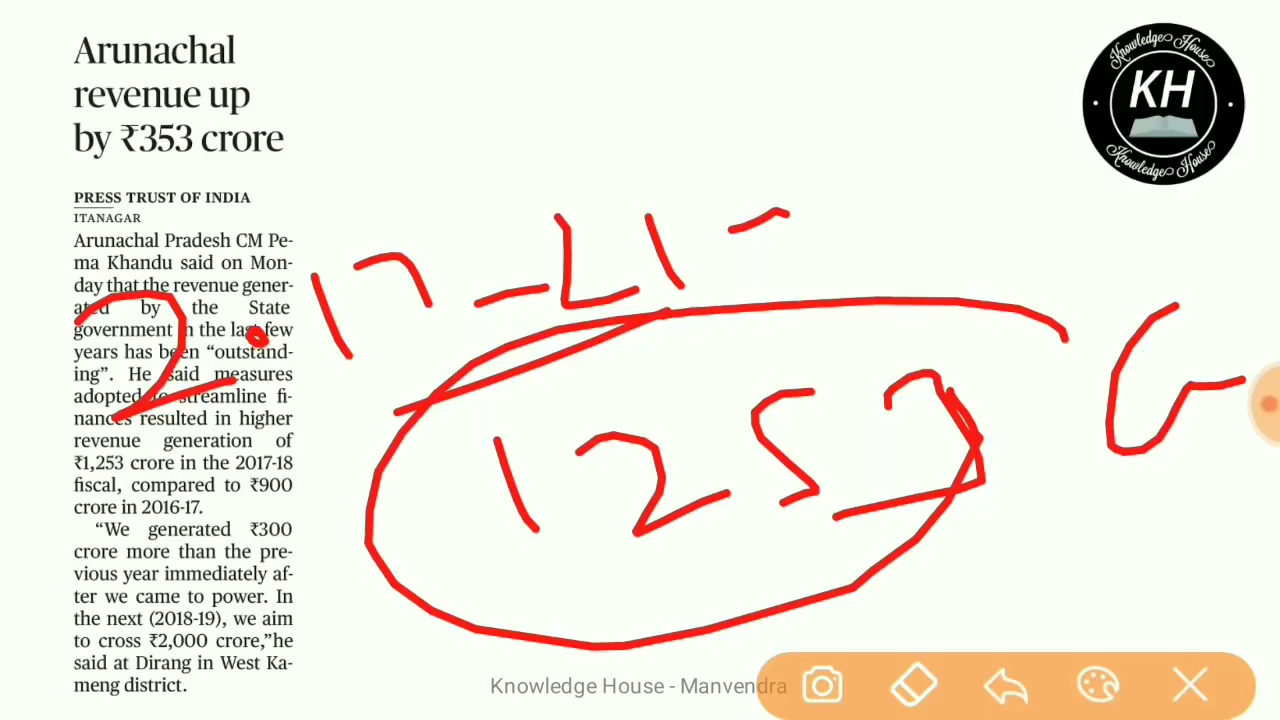 Arunachal
revenue up
by ₹353 crore
PRESS TRUST OF INDIA
ITANAGAR
Arunachal Pradesh CM Pe-
ma Khandu said on Mon-
day that the revenue gener-
ated by the State
government in the last few
years has been “outstand-
ing”. He said measures
adopted to streamline fi-
nances resulted in higher
revenue generation of
₹1,253 crore in the 2017-18
fiscal, compared to ₹900
crore in 2016-17.
“We generated ₹300
crore more than the pre-
vious year immediately af-
ter we came to power. In
the next (2018-19), we aim
to cross ₹2,000 crore,”he
said at Dirang in West Ka-
meng district.
Knowledge House
KH
Knowledge House
Knowledge House - Manvendra